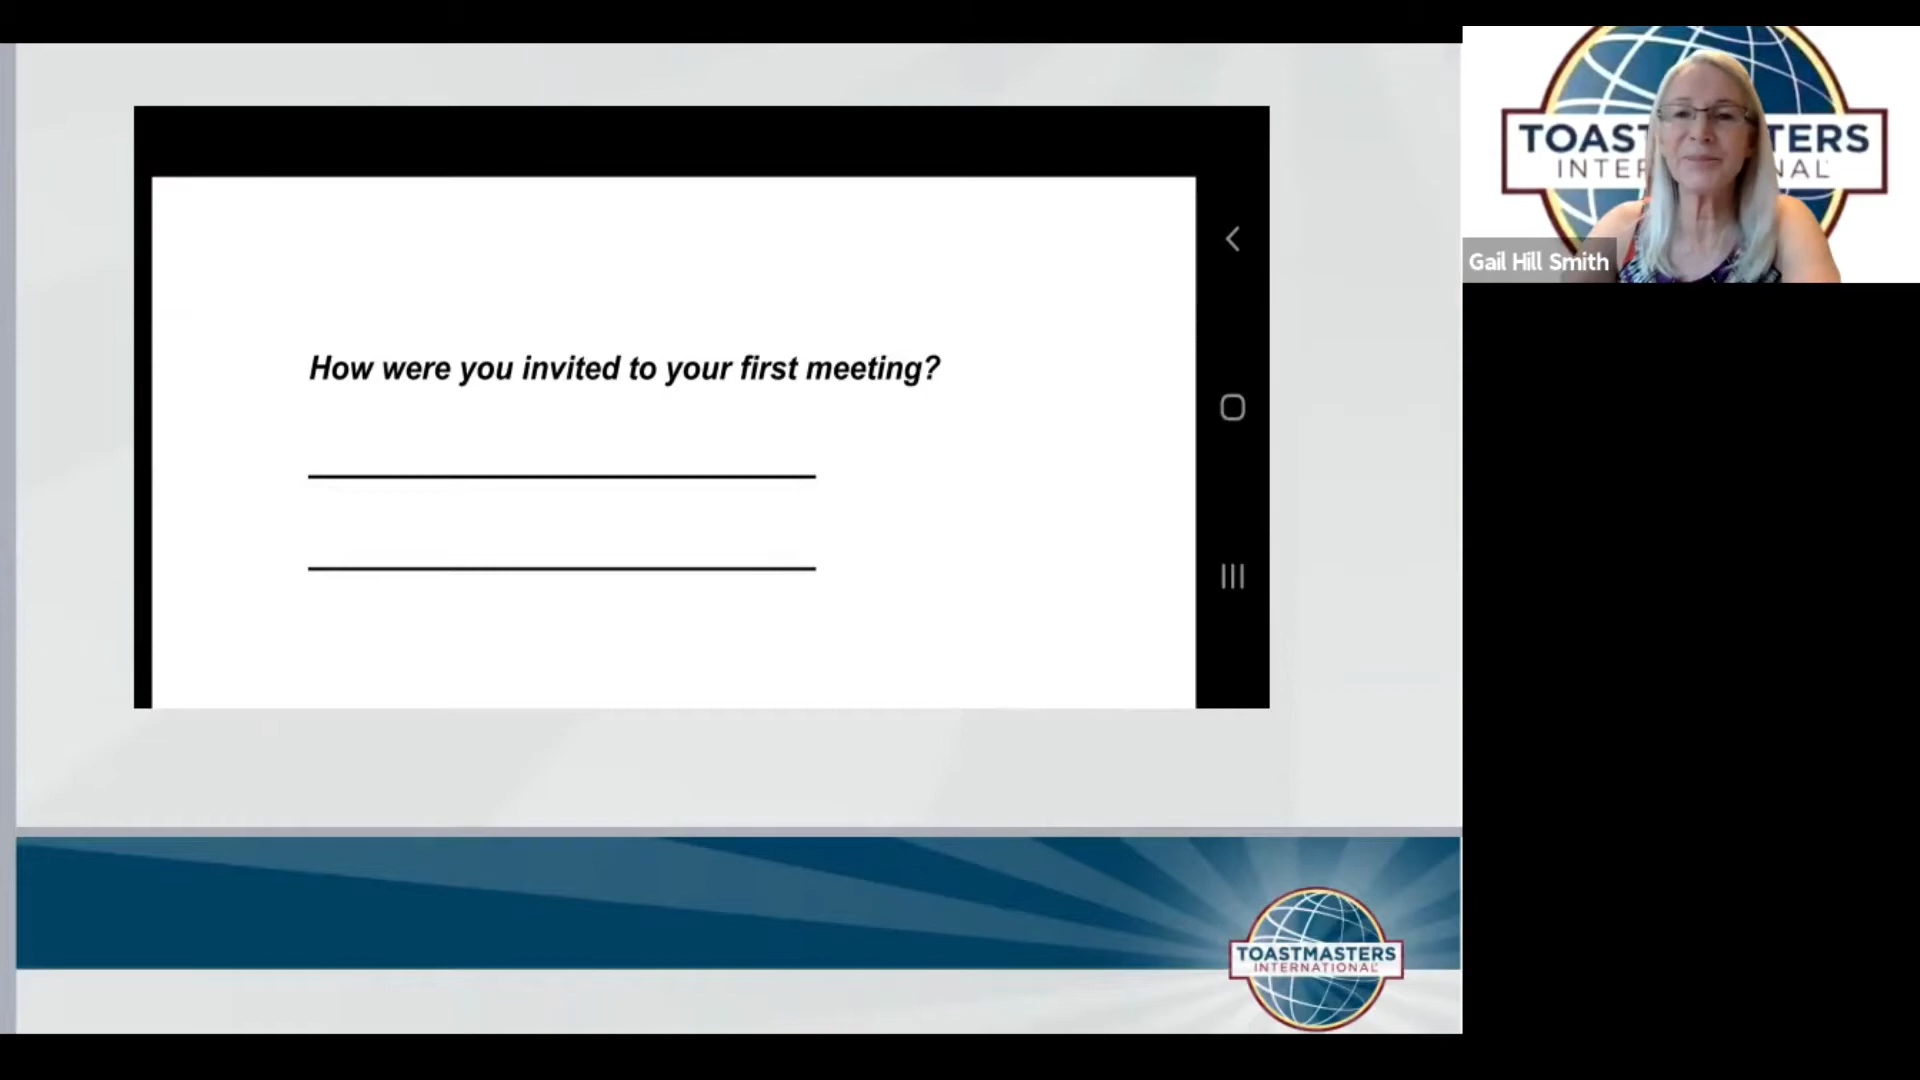 How were you invited to your first meeting?
TOASTMASTERS
INTERNATIONAL
Gail Hill Smith
TOASTMASTERS
INTERNATIONAL